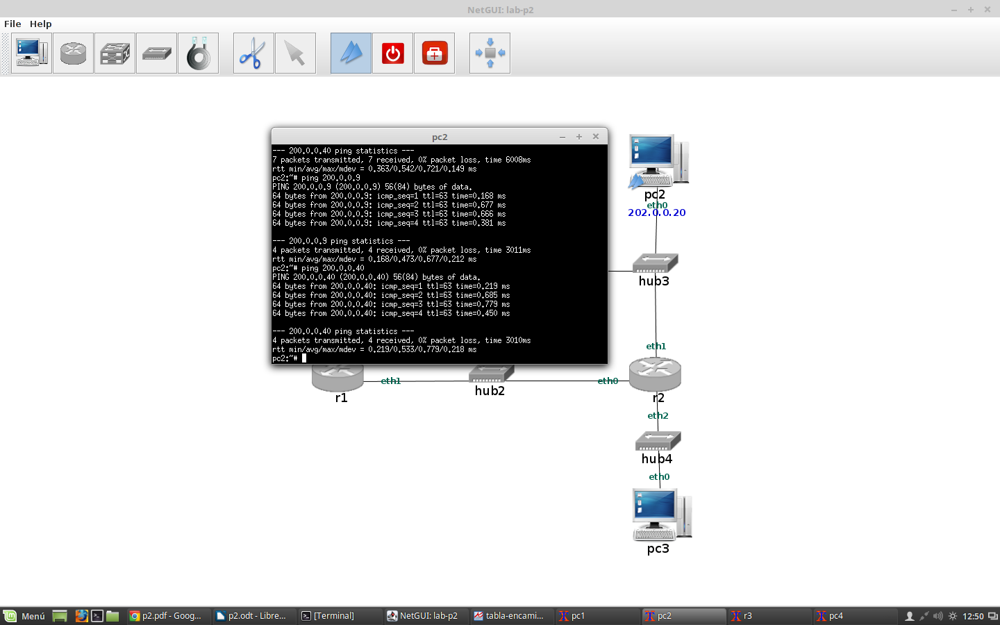 NetGUI: lab-p2
File Help
pc2
--- 200.0.0.40 ping statistics ---
7 packets transmitted, 7 received, 0% packet loss, time 6008ms
rtt min/avg/max/mdev = 0.363/0.542/0.721/0.149 ms
pc2:~# ping 200.0.0.9
PING 200.0.0.9 (200.0.0.9) 56(84) bytes of data.
64 bytes from 200.0.0.9: icmp_seq=1 ttl=63 time=0.168 ms
64 bytes from 200.0.0.9: icmp_seq=2 ttl=63 time=0.677 ms
64 bytes from 200.0.0.9: icmp_seq=3 ttl=63 time=0.666 ms
64 bytes from 200.0.0.9: icmp_seq=4 ttl=63 time=0.381 ms
--- 200.0.0.9 ping statistics ---
4 packets transmitted, 4 received, 0% packet loss, time 3011ms
rtt min/avg/max/mdev = 0.168/0.473/0.677/0.212 ms
pc2:~# ping 200.0.0.40
PING 200.0.0.40 (200.0.0.40) 56(84) bytes of data.
64 bytes from 200.0.0.40: icmp_seq=1 ttl=63 time=0.219 ms
64 bytes from 200.0.0.40: icmp_seq=2 ttl=63 time=0.685 ms
64 bytes from 200.0.0.40: icmp_seq=3 ttl=63 time=0.779 ms
64 bytes from 200.0.0.40: icmp_seq=4 ttl=63 time=0.450 ms
--- 200.0.0.40 ping statistics ---
4 packets transmitted, 4 received, 0% packet loss, time 3010ms
rtt min/avg/max/mdev = 0.219/0.533/0.779/0.218 ms
pc2:~#
pc2
eth0
202.0.0.20
hub3
eth1
r1
eth1
hub2
eth0
r2
eth2
hub4
eth0
pc3
Menú
p2.pdf - Goog...
p2.odt - Libre...
[Terminal]
NetGUI: lab-p2
tabla-encami...
pc1
pc2
r3
pc4
12:50